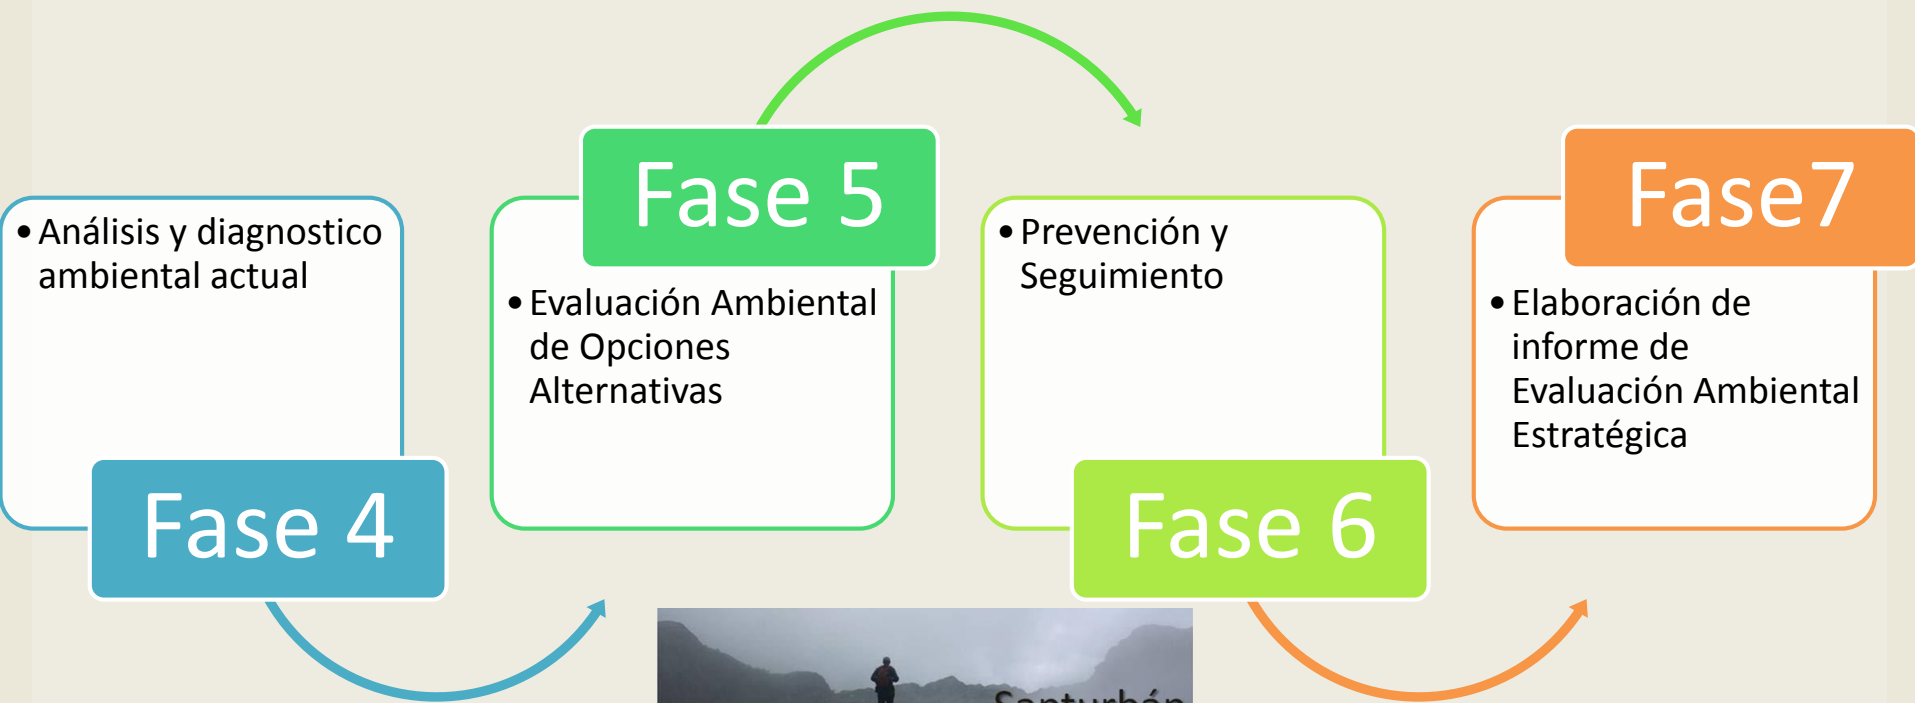 • Análisis y diagnostico
ambiental actual
Fase 4
Fase 5
• Evaluación Ambiental
de Opciones
Alternativas
• Prevención y
Seguimiento
Fase 6
Fase7
• Elaboración de
informe de
Evaluación Ambiental
Estratégica
Santurbán